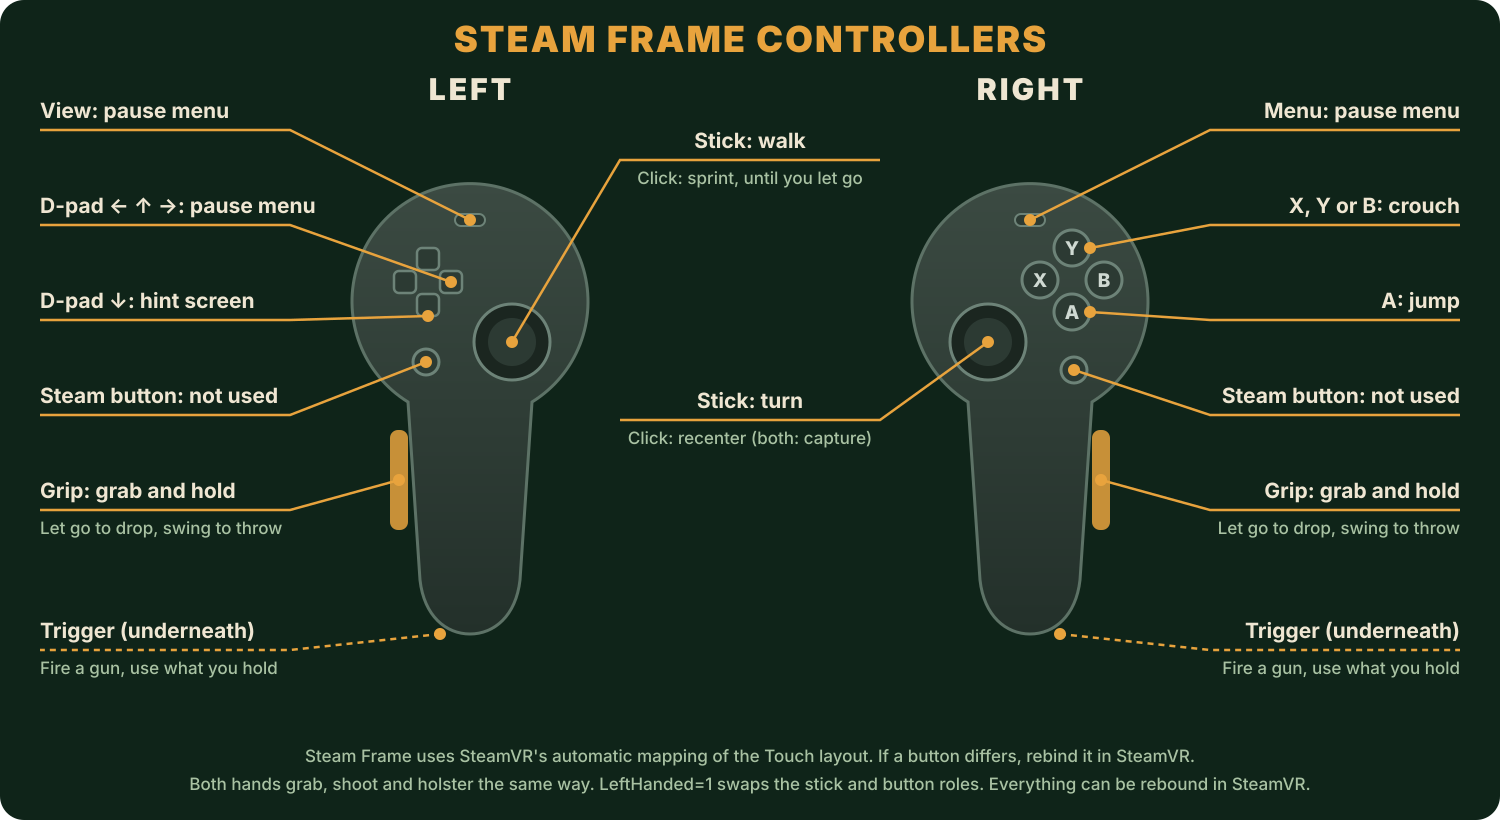 STEAM FRAME CONTROLLERS
LEFT
RIGHT
View: pause menu
D-pad ← ↑ →: pause menu
D-pad ↓: hint screen
Steam button: not used
Grip: grab and hold
Let go to drop, swing to throw
Trigger (underneath)
Fire a gun, use what you hold
Stick: walk
Click: sprint, until you let go
Stick: turn
Click: recenter (both: capture)
Y
X
B
A
Menu: pause menu
X, Y or B: crouch
A: jump
Steam button: not used
Grip: grab and hold
Let go to drop, swing to throw
Trigger (underneath)
Fire a gun, use what you hold
Steam Frame uses SteamVR's automatic mapping of the Touch layout. If a button differs, rebind it in SteamVR.
Both hands grab, shoot and holster the same way. LeftHanded=1 swaps the stick and button roles. Everything can be rebound in SteamVR.